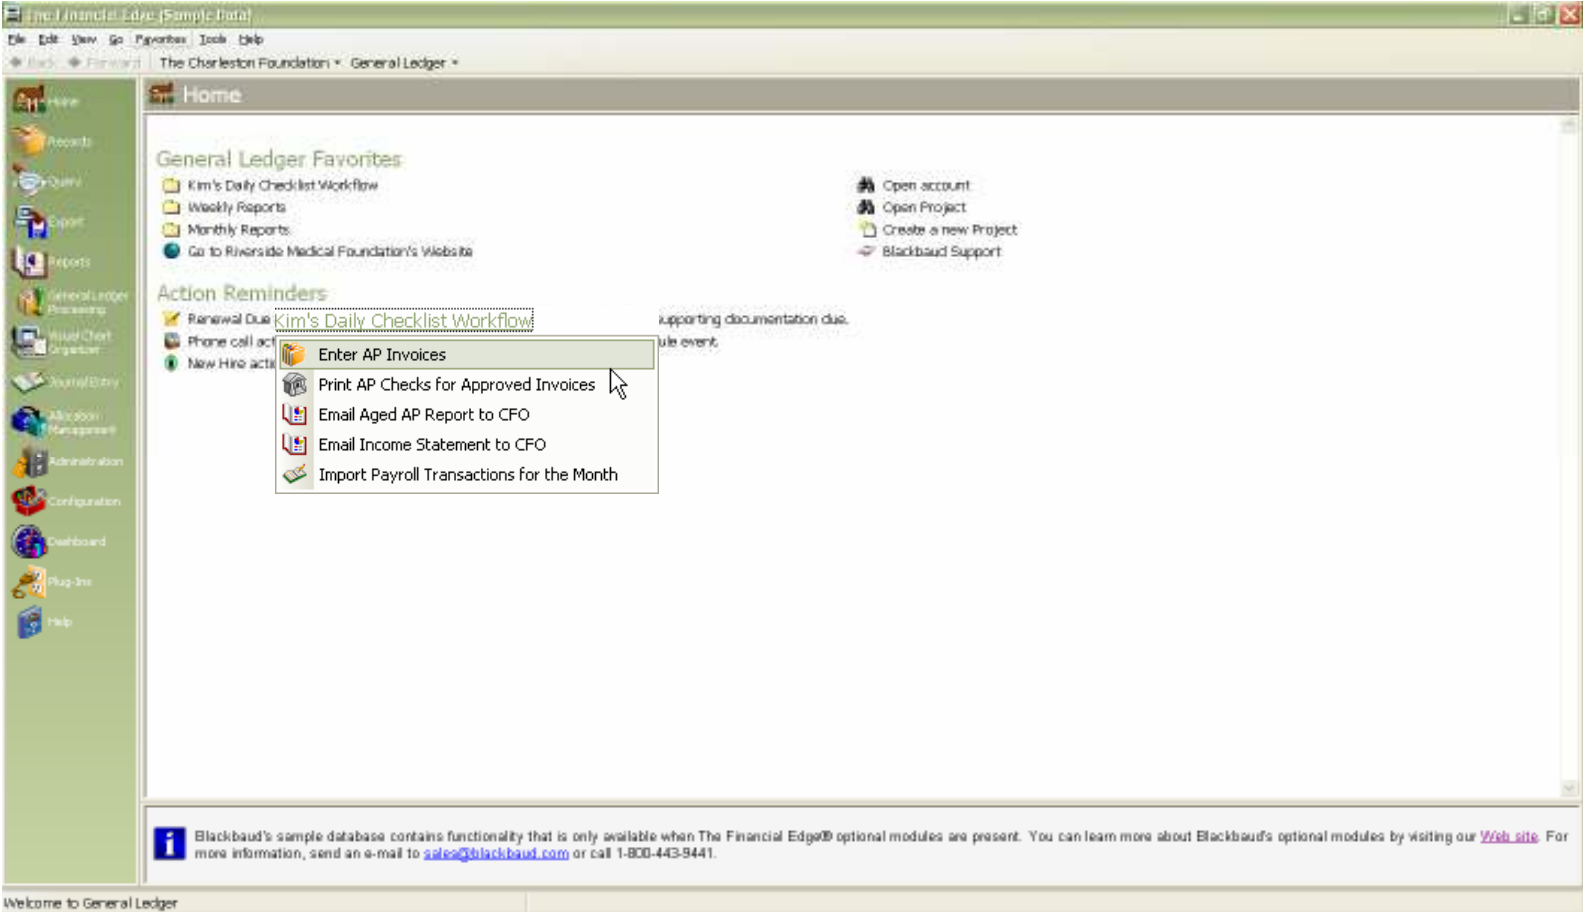 The Financial Edge (Sample Data)
File Edit View Go Favorites Tools Help
Back Forward The Charleston Foundation General Ledger
Home
Home
Records
Query
Export
Reports
General Ledger
Processing
Visual Chart
Organizer
Journal Entry
Allocation
Management
Administration
Configuration
Dashboard
Plug-Ins
Help
General Ledger Favorites
Kim's Daily Checklist Workflow
Weekly Reports
Monthly Reports
Go to Riverside Medical Foundation's Website
Open account
Open Project
Create a new Project
Blackbaud Support
Action Reminders
Renewal Due
supporting documentation due.
Phone call act
ule event.
New Hire actio
Kim's Daily Checklist Workflow
Enter AP Invoices
Print AP Checks for Approved Invoices
Email Aged AP Report to CFO
Email Income Statement to CFO
Import Payroll Transactions for the Month
Blackbaud's sample database contains functionality that is only available when The Financial Edge® optional modules are present. You can learn more about Blackbaud's optional modules by visiting our Web site. For
more information, send an e-mail to sales@blackbaud.com or call 1-800-443-9441.
Welcome to General Ledger